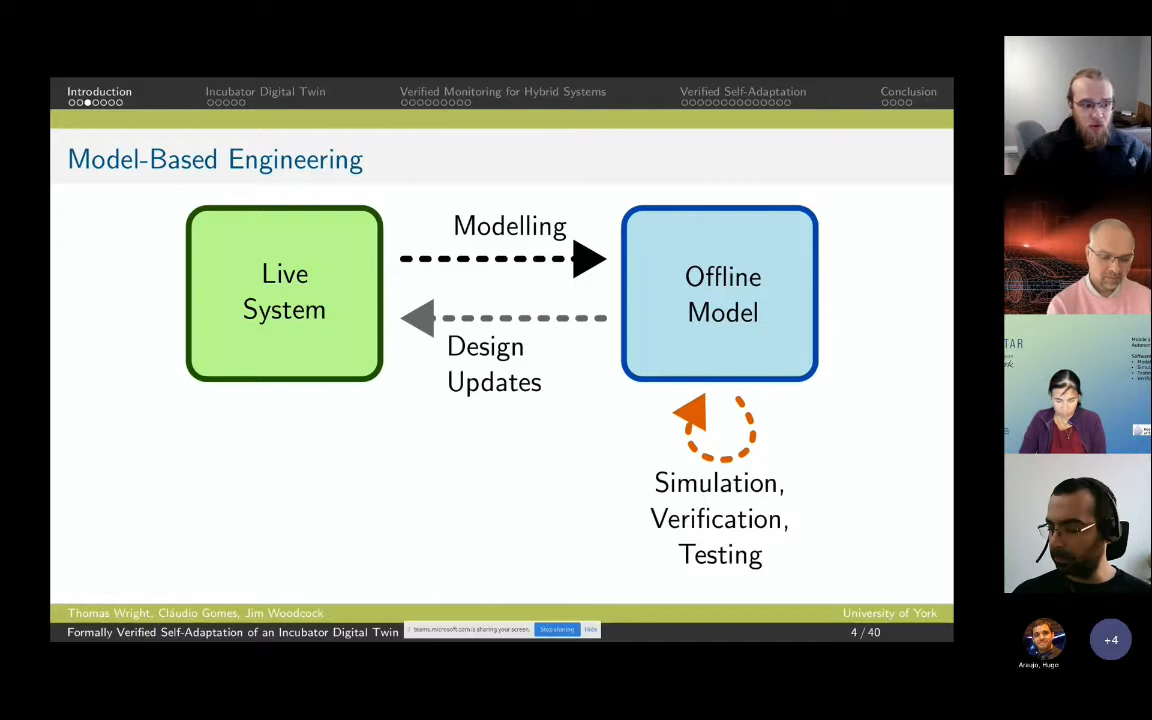 Introduction
Incubator Digital Twin
Verified Monitoring for Hybrid Systems
Verified Self-Adaptation
Conclusion
Model-Based Engineering
Live
System
Modelling
Design
Updates
Offline
Model
Simulation,
Verification,
Testing
Thomas Wright, Cláudio Gomes, Jim Woodcock
University of York
Formally Verified Self-Adaptation of an Incubator Digital Twin
teams.microsoft.com is sharing your screen.
Stop sharing
Hide
4 / 40
TAR
Araujo, Hugo
+4